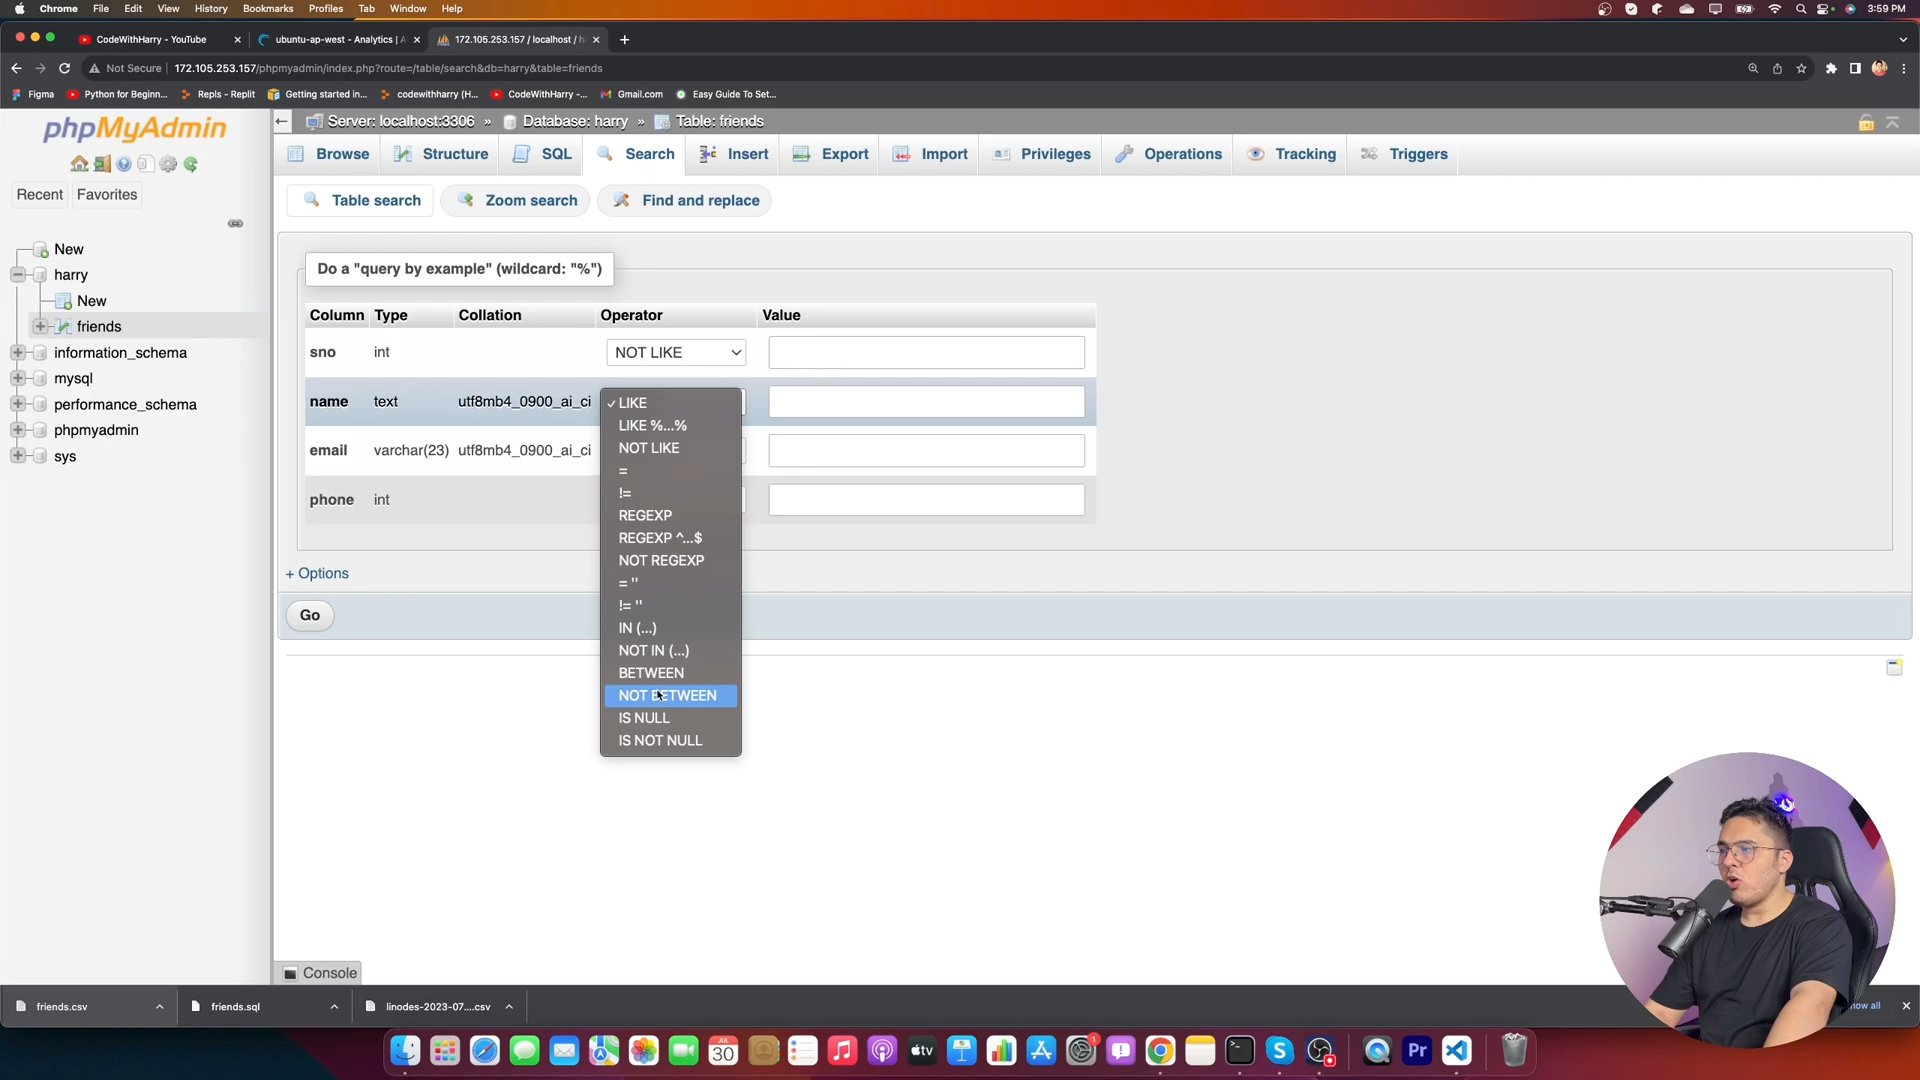 Chrome File Edit View History Bookmarks Profiles Tab Window Help 3:59 PM
CodeWithHarry - YouTube ubuntu-ap-west - Analytics | 172.105.253.157 / localhost / h
Not Secure 172.105.253.157/phpmyadmin/index.php?route=/table/search&db=harry&table=friends
Figma Python for Beginn... Repls - Replit Getting started in... codewithharry (H... CodeWithHarry -... Gmail.com Easy Guide To Set...
phpMyAdmin
Server: localhost:3306 » Database: harry » Table: friends
Browse Structure SQL Search Insert Export Import Privileges Operations Tracking Triggers
Recent Favorites
Table search Zoom search Find and replace
New
harry
New
friends
information_schema
mysql
performance_schema
phpmyadmin
sys
Do a "query by example" (wildcard: "%")
Column Type Collation Operator Value
sno int NOT LIKE
name text utf8mb4_0900_ai_ci
email varchar(23) utf8mb4_0900_ai_ci
phone int
✓ LIKE
LIKE %...%
NOT LIKE
=
!=
REGEXP
REGEXP ^...$
NOT REGEXP
= ''
!= ''
IN (...)
NOT IN (...)
BETWEEN
NOT BETWEEN
IS NULL
IS NOT NULL
+ Options
Go
Console
friends.csv friends.sql linodes-2023-07....csv
JUL
30
tv
1
S
Pr